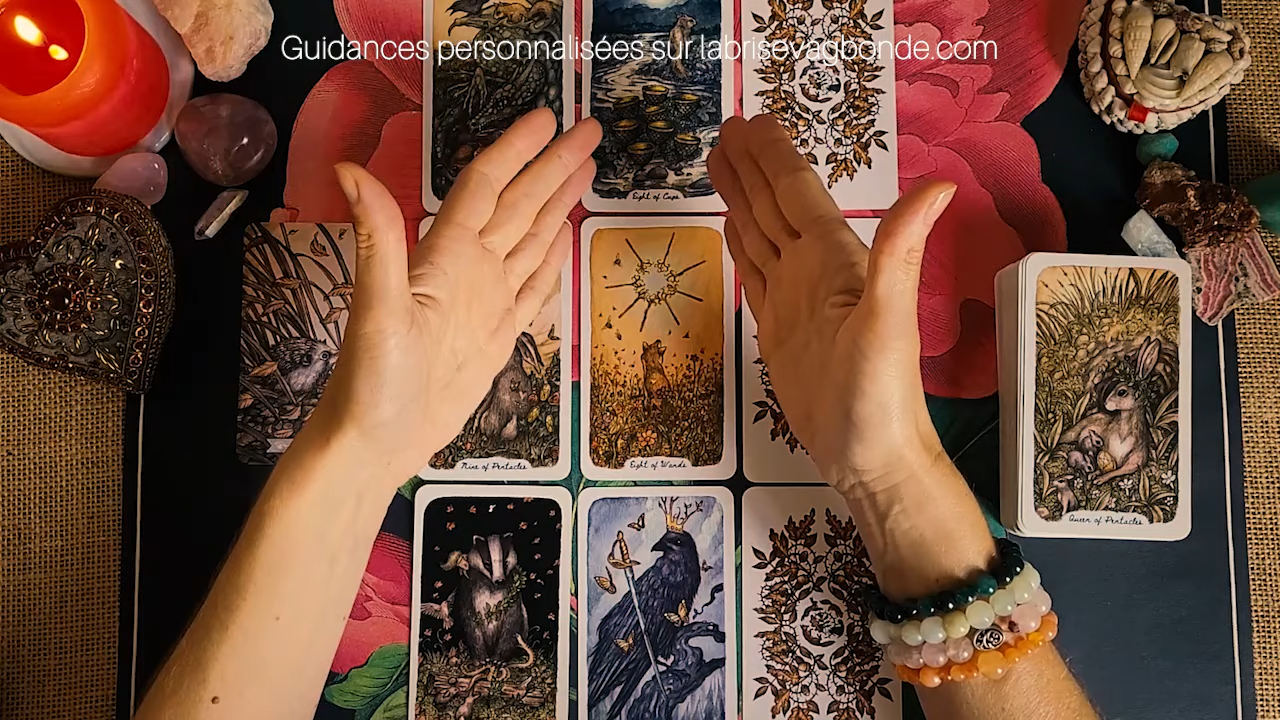 Guidances personnalisées sur labrisevagbonde.com
Eight of Cups
Nine of Pentacles
Eight of Wands
Queen of Pentacles